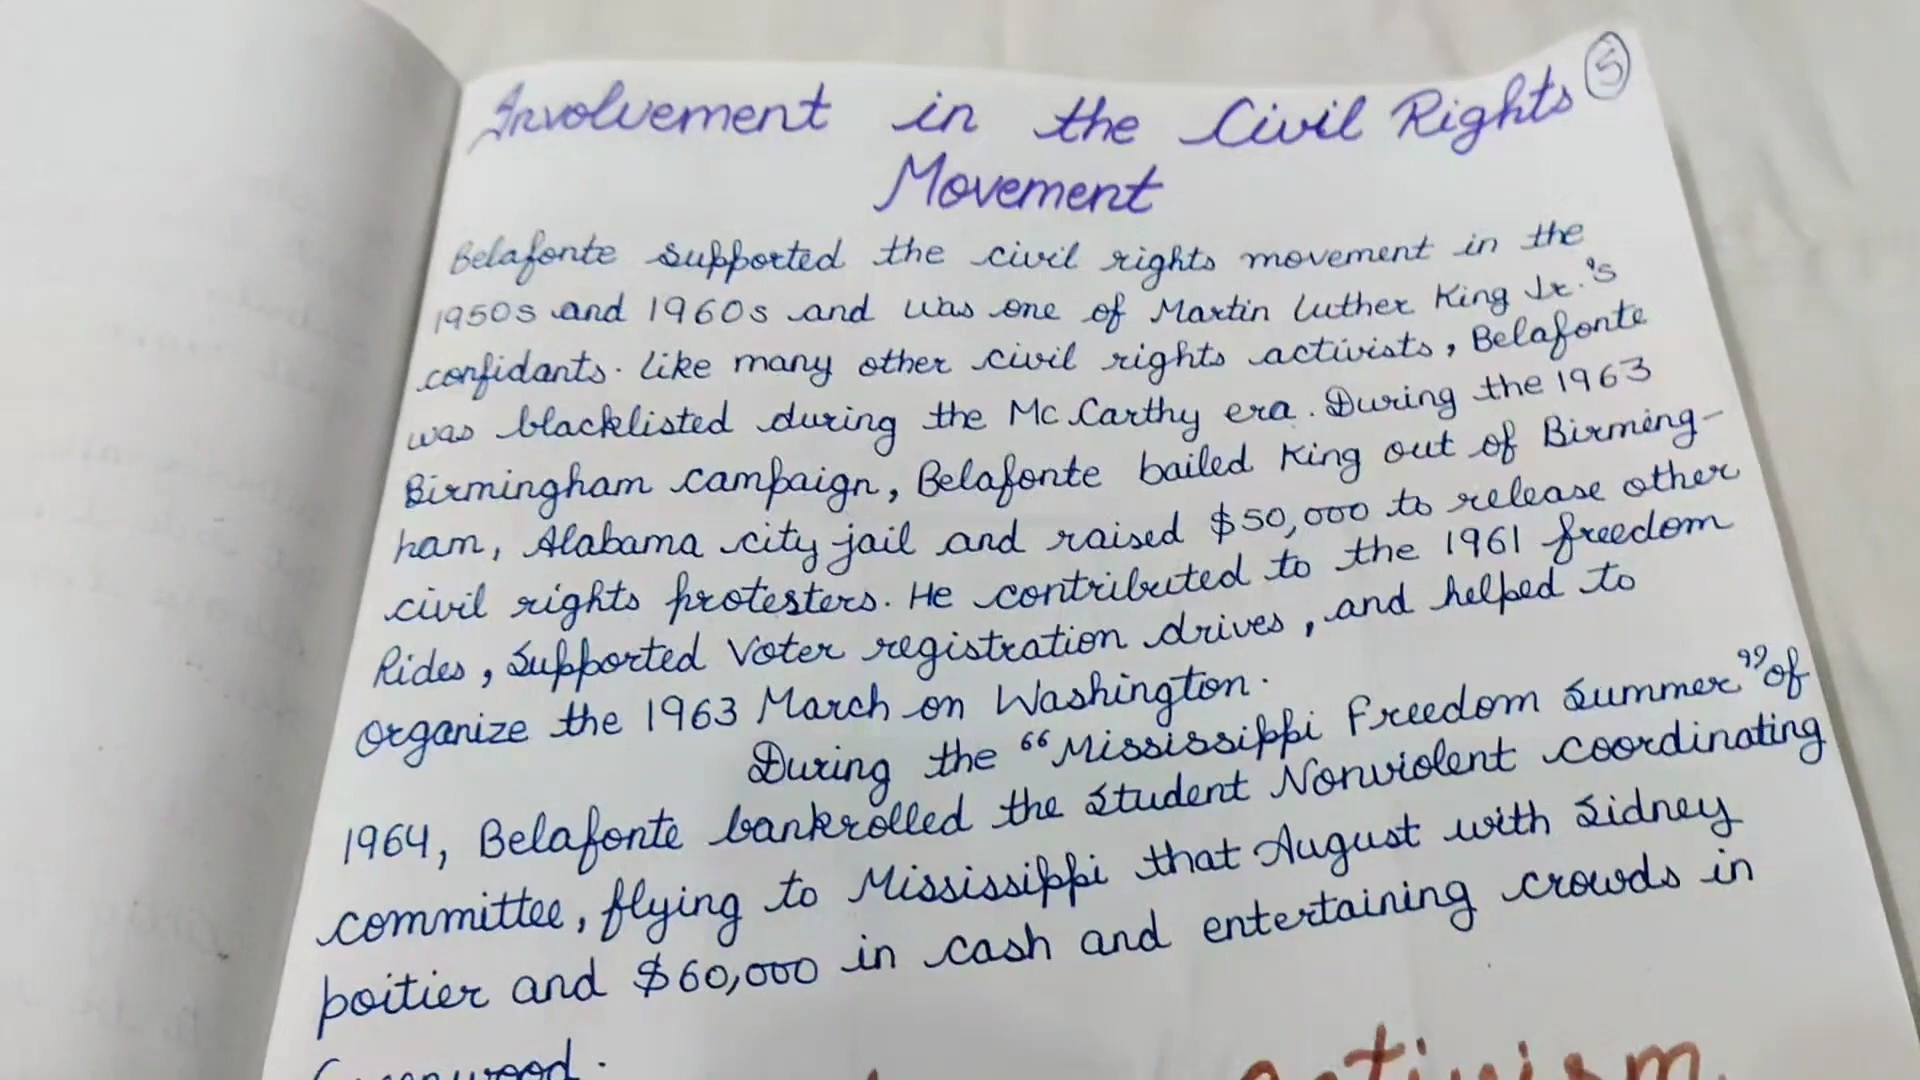 5
Involvement in the Civil Rights
Movement
Belafonte supported the civil rights movement in the
1950s and 1960s and was one of Martin Luther King Jr.'s
confidants. Like many other civil rights activists, Belafonte
was blacklisted during the McCarthy era. During the 1963
Birmingham campaign, Belafonte bailed King out of Birming-
ham, Alabama city jail and raised $50,000 to release other
civil rights protesters. He contributed to the 1961 freedom
Rides, supported Voter registration drives, and helped to
organize the 1963 March on Washington.
During the "Mississippi Freedom Summer" of
1964, Belafonte bankrolled the Student Nonviolent coordinating
committee, flying to Mississippi that August with Sidney
poitier and $60,000 in cash and entertaining crowds in
Greenwood.
Activism